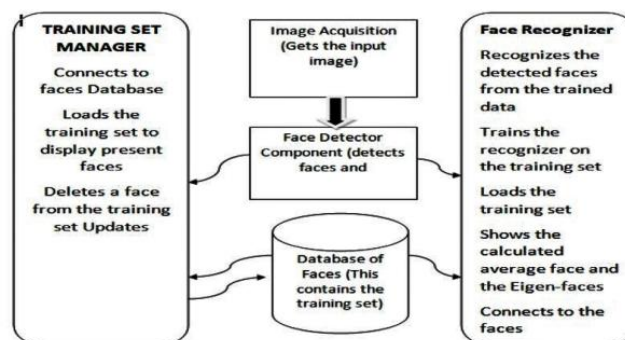 TRAINING SET
MANAGER
Connects to
faces Database
Loads the
training set to
display present
faces
Deletes a face
from the training
set Updates
Image Acquisition
(Gets the input
image)
Face Detector
Component (detects
faces and
Database of
Faces (This
contains the
training set)
Face Recognizer
Recognizes the
detected faces
from the trained
data
Trains the
recognizer on
the training set
Loads the
training set
Shows the
calculated
average face and
the Eigen-faces
Connects to the
faces